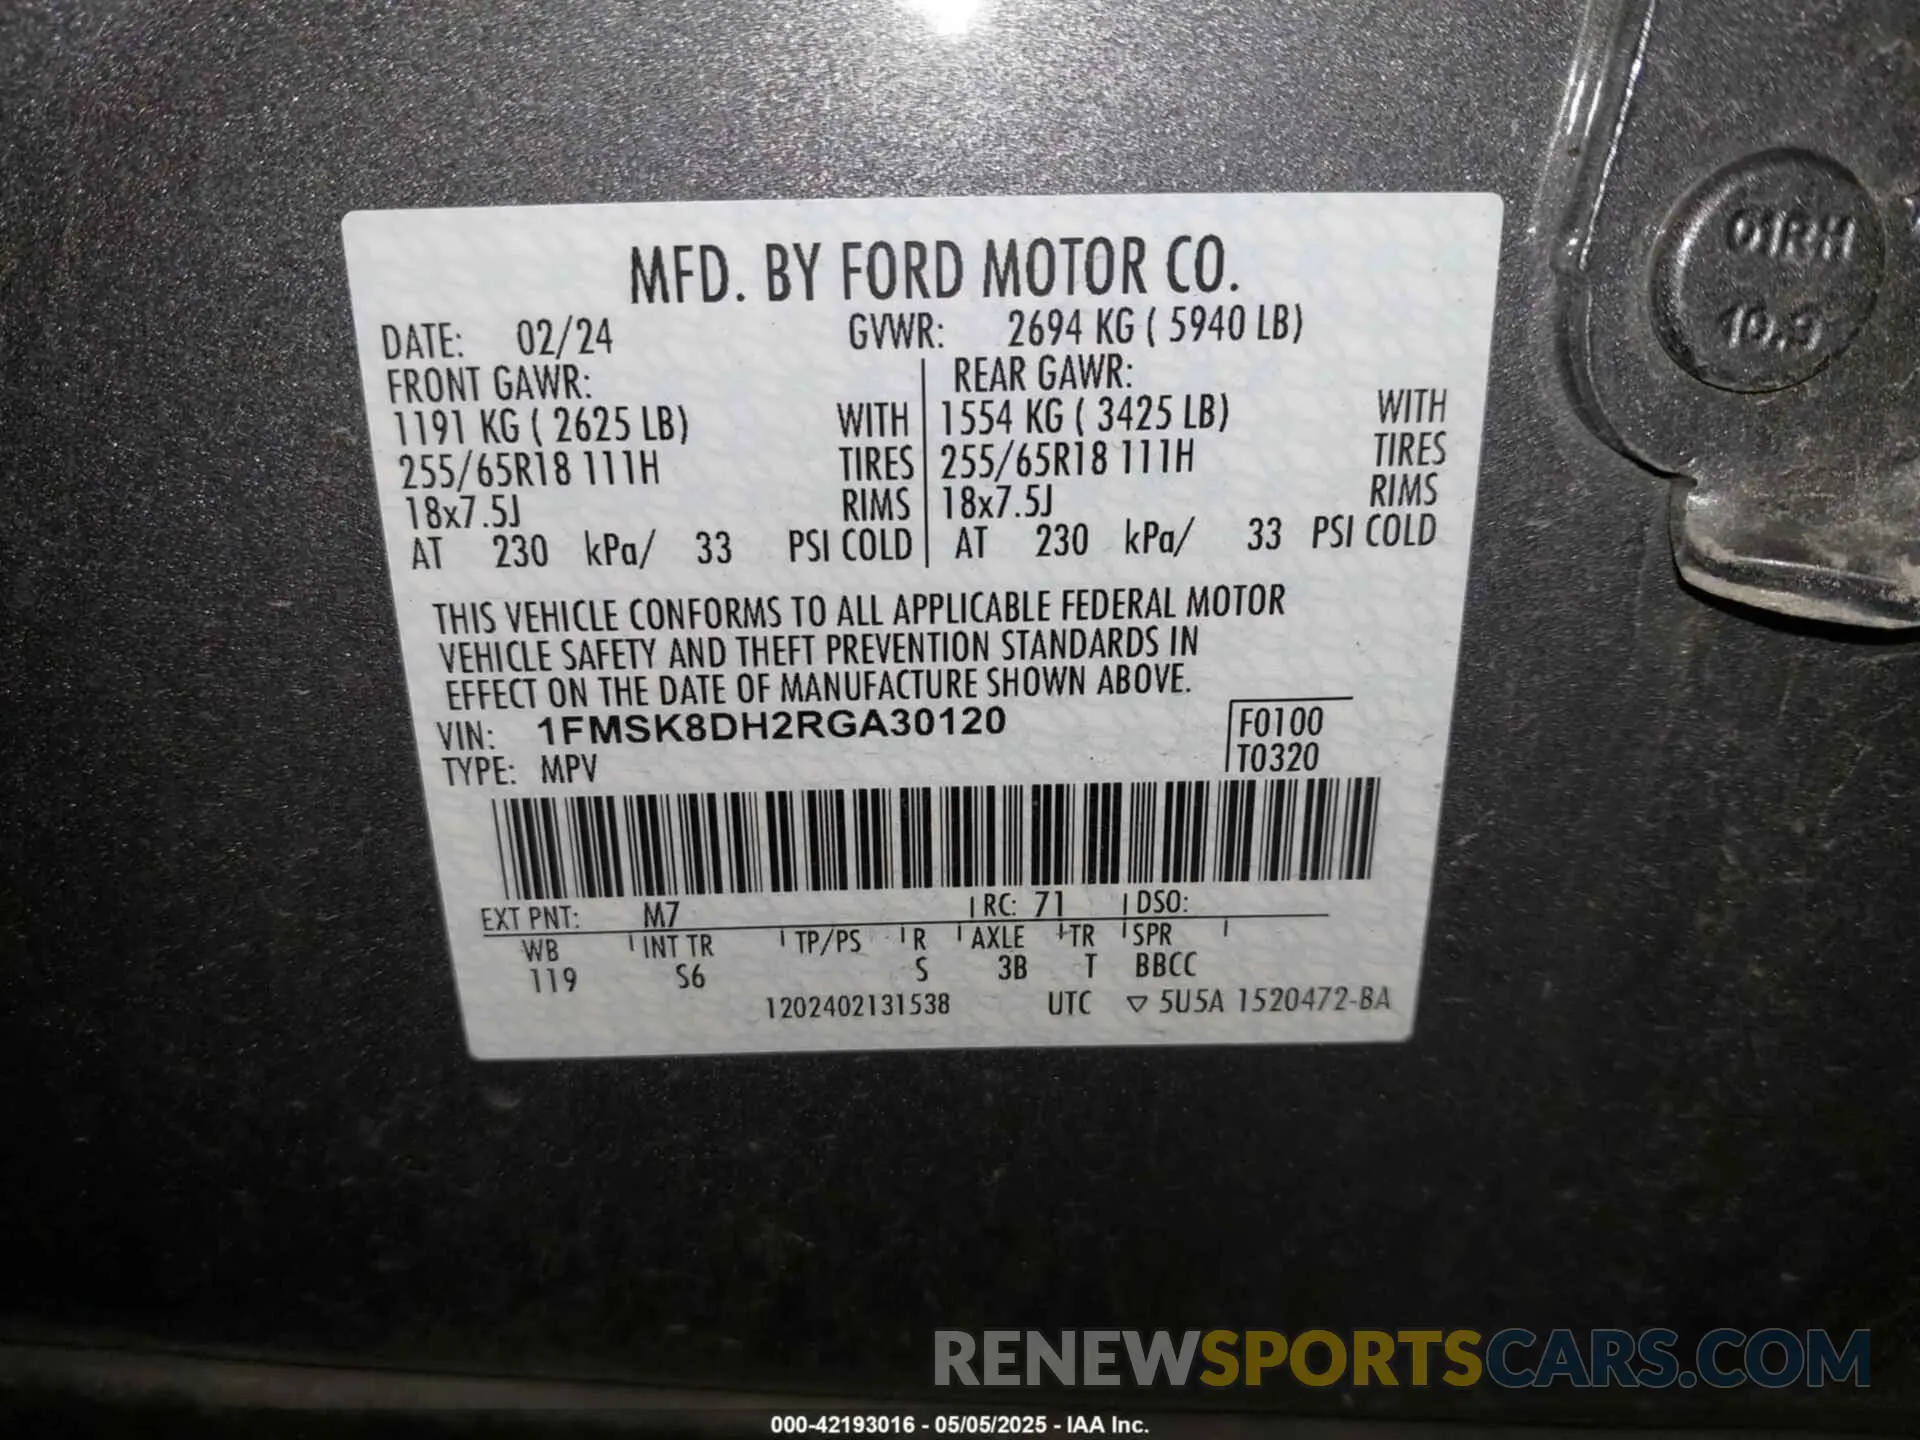 MFD. BY FORD MOTOR CO.
DATE: 02/24 GVWR: 2694 KG ( 5940 LB)
FRONT GAWR: REAR GAWR:
1191 KG ( 2625 LB) WITH 1554 KG ( 3425 LB) WITH
255/65R18 111H TIRES 255/65R18 111H TIRES
18x7.5J RIMS 18x7.5J RIMS
AT 230 kPa/ 33 PSI COLD AT 230 kPa/ 33 PSI COLD
THIS VEHICLE CONFORMS TO ALL APPLICABLE FEDERAL MOTOR
VEHICLE SAFETY AND THEFT PREVENTION STANDARDS IN
EFFECT ON THE DATE OF MANUFACTURE SHOWN ABOVE.
VIN: 1FMSK8DH2RGA30120 F0100
TYPE: MPV T0320
EXT PNT: M7 RC: 71 DSO:
WB INT TR TP/PS R AXLE TR SPR
119 S6 S 3B T BBCC
1202402131538 UTC ▽ 5U5A 1520472-BA
01RH
10.9
RENEWSPORTSCARS.COM
000-42193016 - 05/05/2025 - IAA Inc.